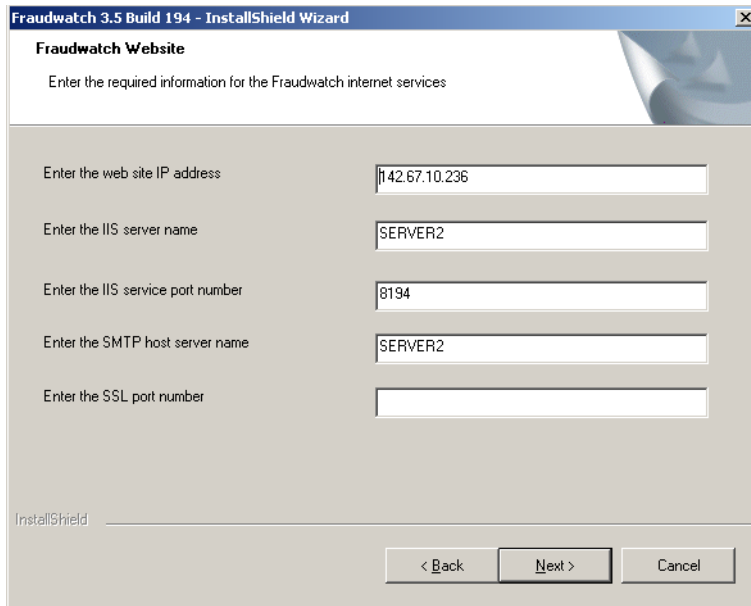 Fraudwatch 3.5 Build 194 - InstallShield Wizard
Fraudwatch Website
Enter the required information for the Fraudwatch internet services
Enter the web site IP address
142.67.10.236
Enter the IIS server name
SERVER2
Enter the IIS service port number
8194
Enter the SMTP host server name
SERVER2
Enter the SSL port number
InstallShield
< Back
Next >
Cancel